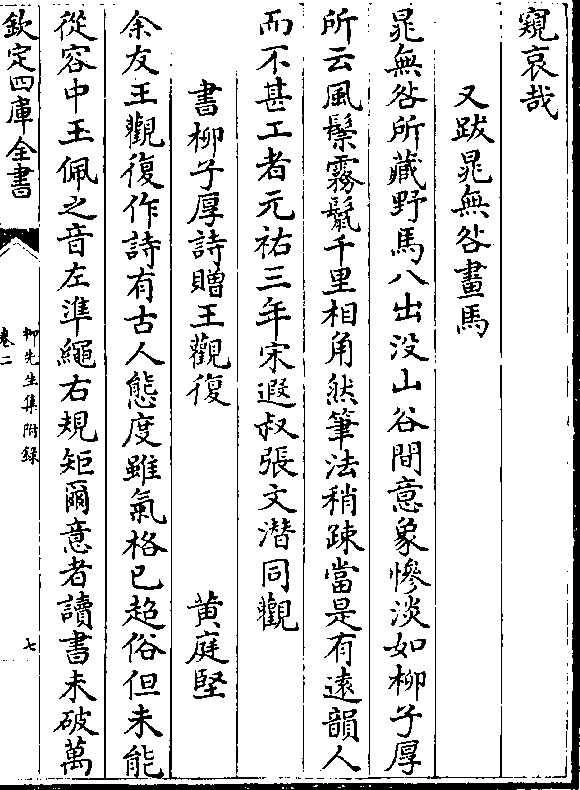 窺哀哉
又跋晁無咎畫馬
晁無咎所藏野馬八出没山谷間意象慘淡如柳子厚
所云風鬃霧鬛千里相角然筆法稍踈當是有遠韻人
而不甚工者元祐三年宋遐叔張文潛同觀
書柳子厚詩贈王觀復 黄庭堅
余友王觀復作詩有古人態度雖氣格已超俗但未能
從容中玉佩之音左準繩右規矩爾意者讀書未破萬
欽定四庫全書 卷二
柳先生集附録 七